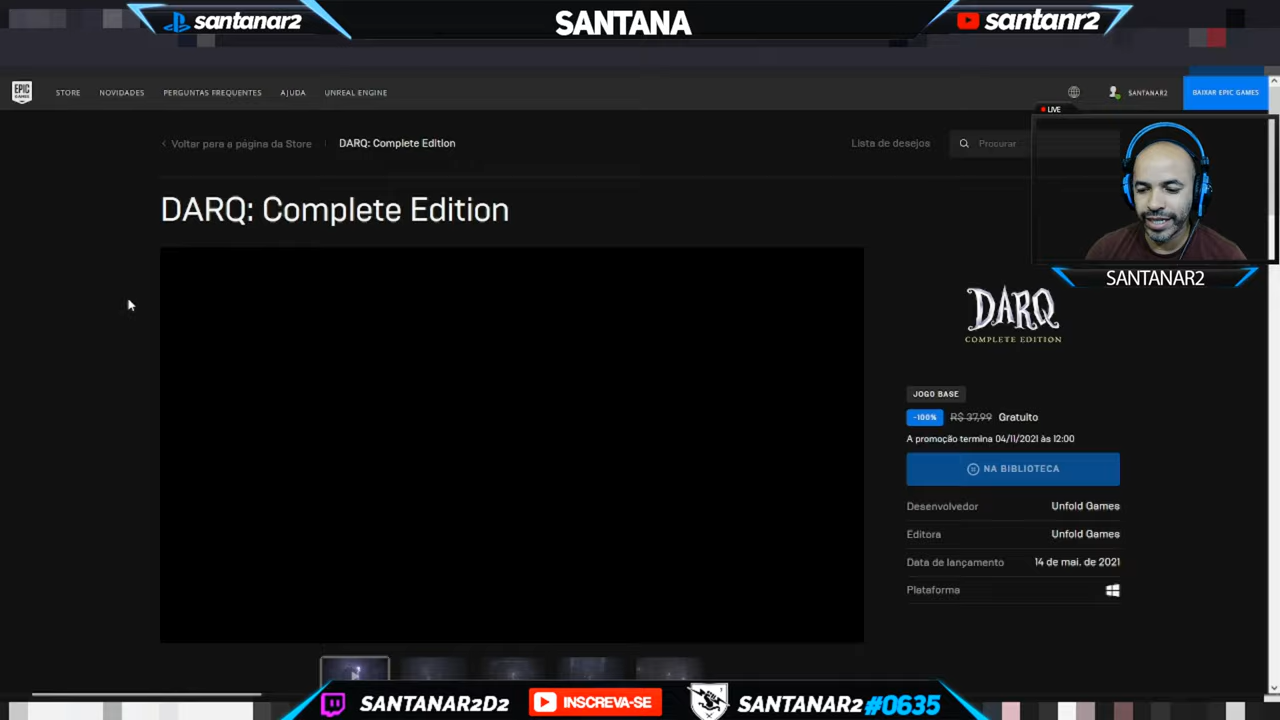 santanar2
SANTANA
santanr2
EPIC GAMES
STORE
NOVIDADES
PERGUNTAS FREQUENTES
AJUDA
UNREAL ENGINE
SANTANAR2
BAIXAR EPIC GAMES
LIVE
Voltar para a página da Store
DARQ: Complete Edition
Lista de desejos
Procurar
DARQ: Complete Edition
SANTANAR2
DARQ
COMPLETE EDITION
JOGO BASE
-100% R$ 37,99 Gratuito
A promoção termina 04/11/2021 às 12:00
NA BIBLIOTECA
Desenvolvedor Unfold Games
Editora Unfold Games
Data de lançamento 14 de mai. de 2021
Plataforma
SANTANAR2D2
INSCREVA-SE
SANTANAR2 #0635